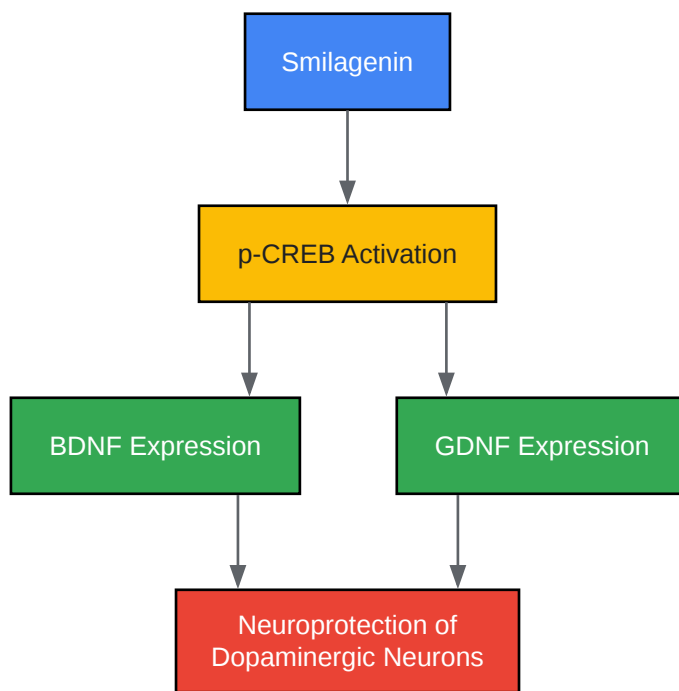 Smilagenin
p-CREB Activation
BDNF Expression
GDNF Expression
Neuroprotection of
Dopaminergic Neurons